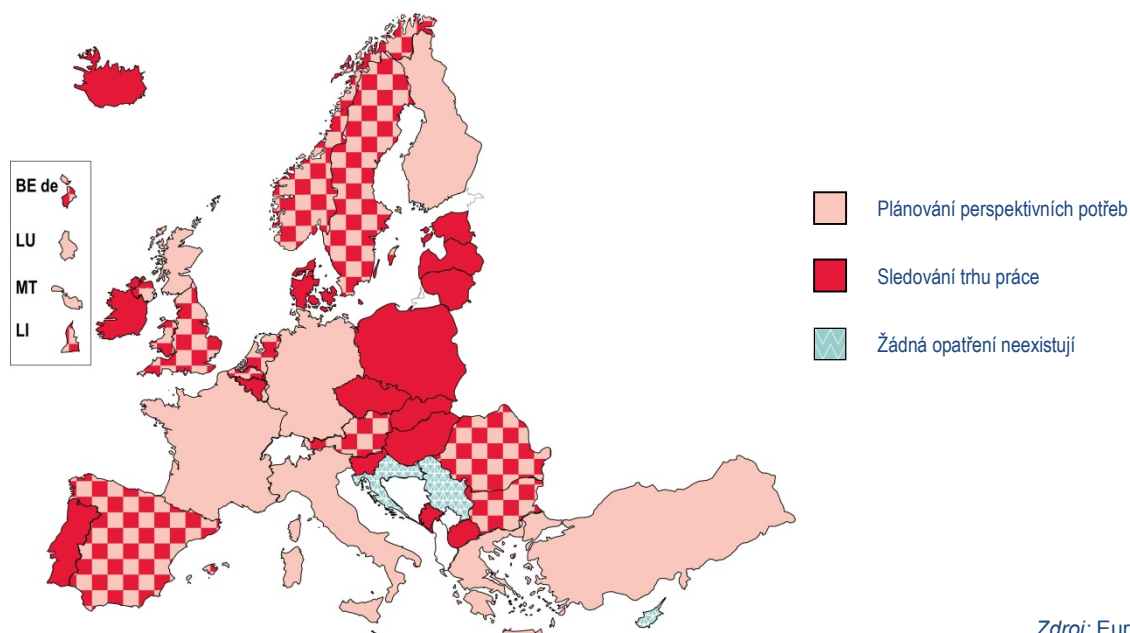 BE de
LU
MT
LI
Plánování perspektivních potřeb
Sledování trhu práce
Žádná opatření neexistují
Zdroj: Eur